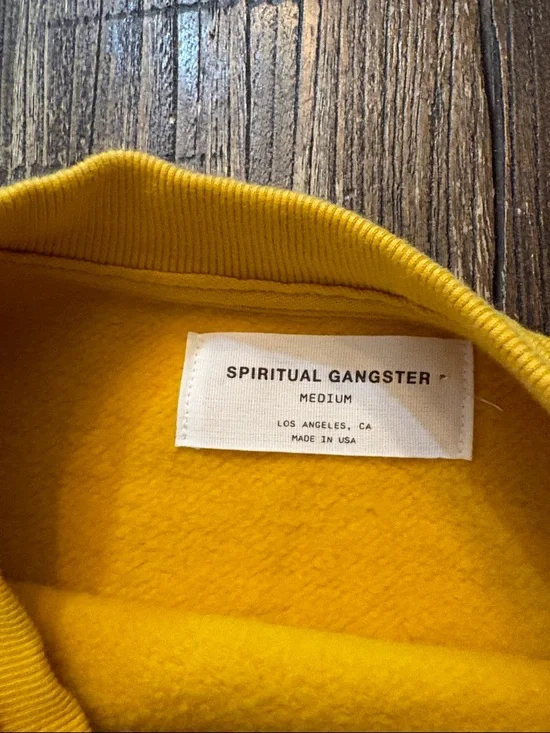 SPIRITUAL GANGSTER
MEDIUM
LOS ANGELES, CA
MADE IN USA